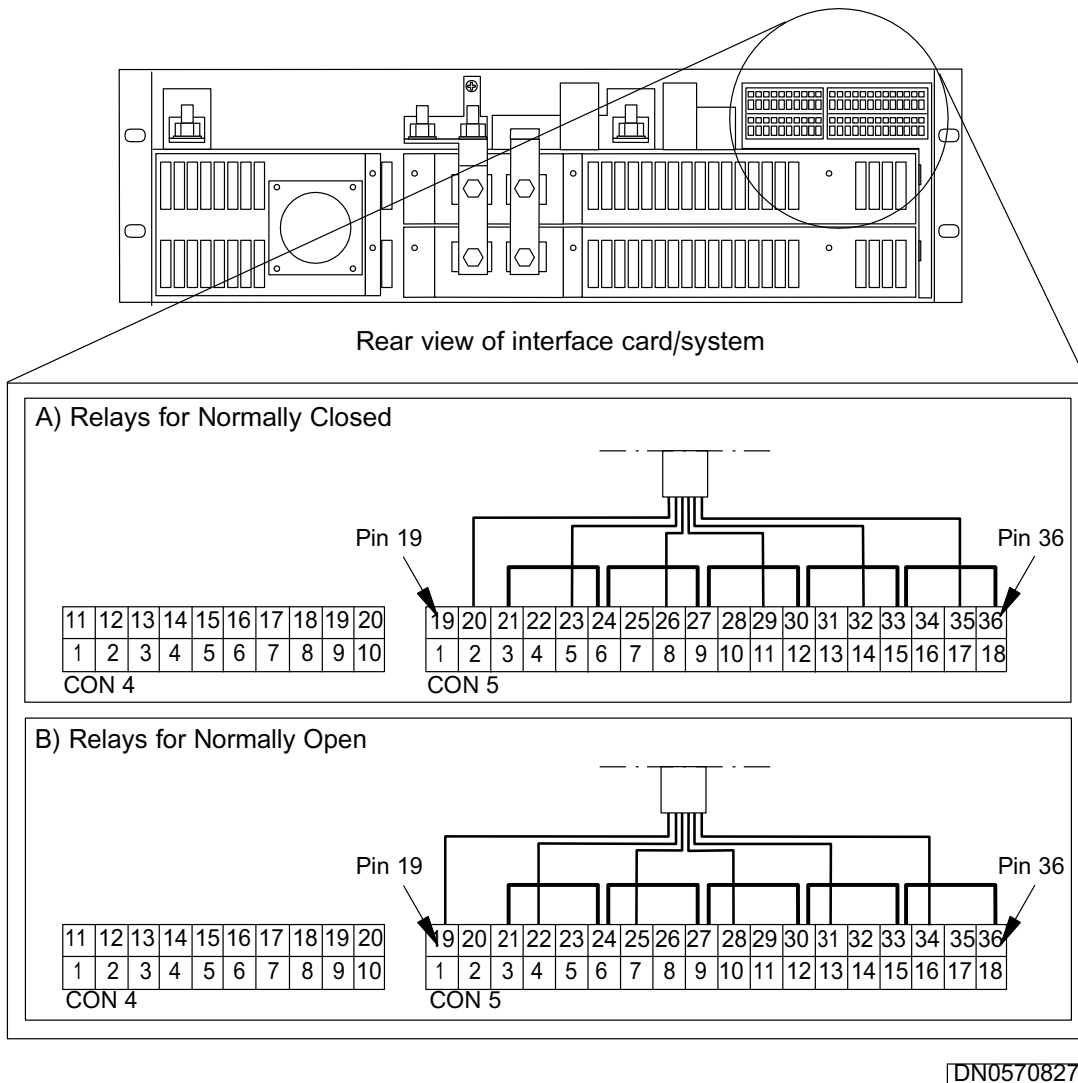 Rear view of interface card/system
A) Relays for Normally Closed
Pin 19
Pin 36
11 12 13 14 15 16 17 18 19 20
1 2 3 4 5 6 7 8 9 10
CON 4
19 20 21 22 23 24 25 26 27 28 29 30 31 32 33 34 35 36
1 2 3 4 5 6 7 8 9 10 11 12 13 14 15 16 17 18
CON 5
B) Relays for Normally Open
Pin 19
Pin 36
11 12 13 14 15 16 17 18 19 20
1 2 3 4 5 6 7 8 9 10
CON 4
19 20 21 22 23 24 25 26 27 28 29 30 31 32 33 34 35 36
1 2 3 4 5 6 7 8 9 10 11 12 13 14 15 16 17 18
CON 5
DN0570827